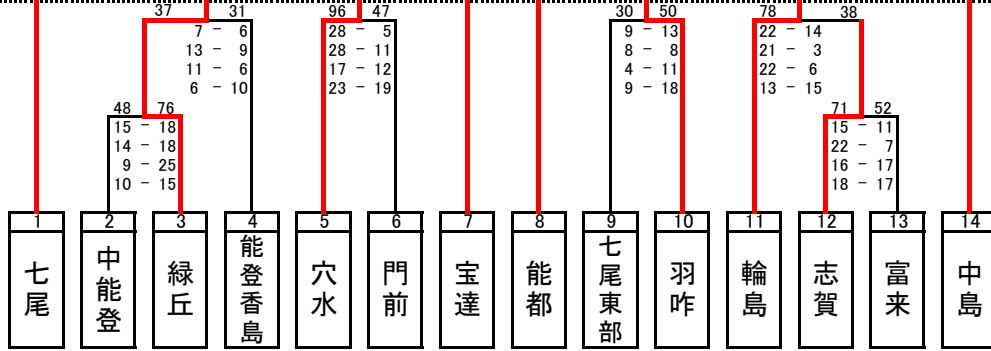 37 31
7 - 6
13 - 9
11 - 6
6 - 10
96 47
28 - 5
28 - 11
17 - 12
23 - 19
30 50
9 - 13
8 - 8
4 - 11
9 - 18
78 38
22 - 14
21 - 3
22 - 6
13 - 15
48 76
15 - 18
14 - 18
9 - 25
10 - 15
71 52
15 - 11
22 - 7
16 - 17
18 - 17
1 2 3 4 5 6 7 8 9 10 11 12 13 14
七尾
中能登
緑丘
能登香島
穴水
門前
宝達
能都
七尾東部
羽咋
輪島
志賀
富来
中島